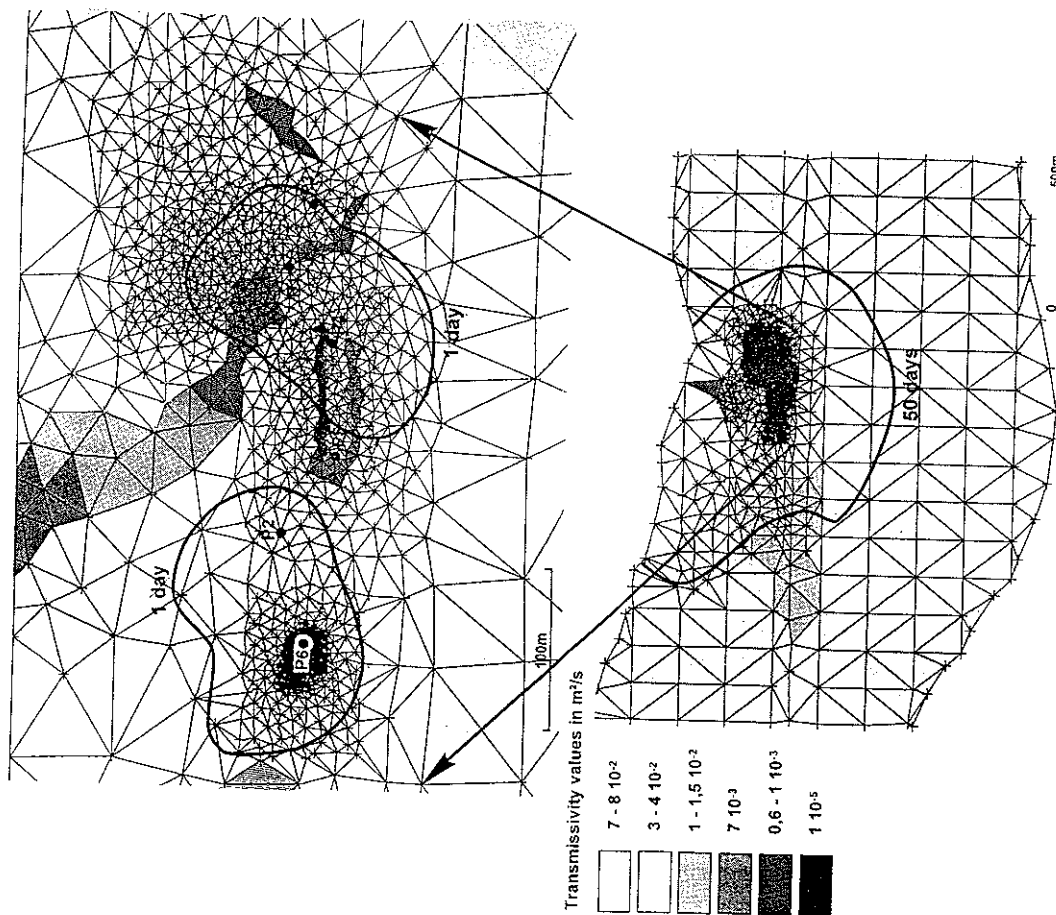 1 day
1 day
P2
P6
100m
50 days
0
600m
Transmissivity values in m²/s
7 - 8 10⁻²
3 - 4 10⁻²
1 - 1,5 10⁻²
7 10⁻³
0,6 - 1 10⁻³
1 10⁻⁵